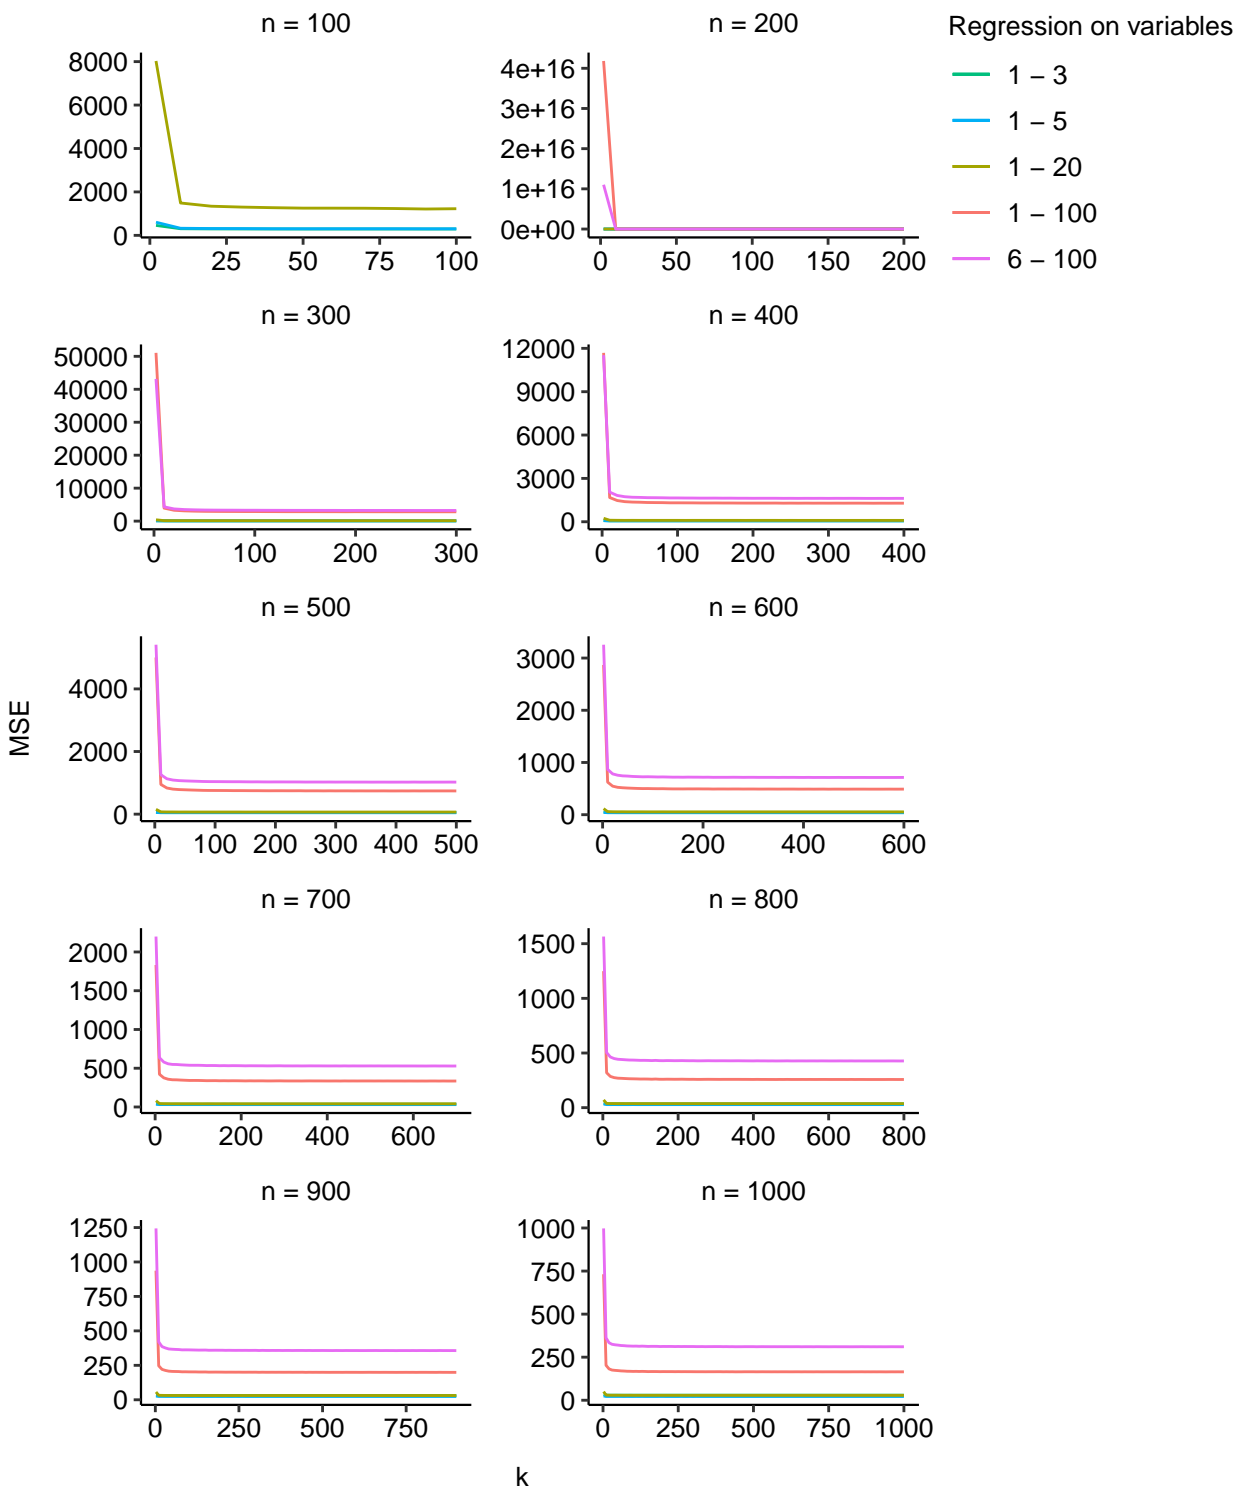 n = 100
8000
6000
4000
2000
0
0 25 50 75 100
n = 200
4e+16
3e+16
2e+16
1e+16
0e+00
0 50 100 150 200
Regression on variables
1 – 3
1 – 5
1 – 20
1 – 100
6 – 100
n = 300
50000
40000
30000
20000
10000
0
0 100 200 300
n = 400
12000
9000
6000
3000
0
0 100 200 300 400
n = 500
4000
2000
0
0 100 200 300 400 500
n = 600
3000
2000
1000
0
0 200 400 600
MSE
n = 700
2000
1500
1000
500
0
0 200 400 600
n = 800
1500
1000
500
0
0 200 400 600 800
n = 900
1250
1000
750
500
250
0
0 250 500 750
n = 1000
1000
750
500
250
0
0 250 500 750 1000
k